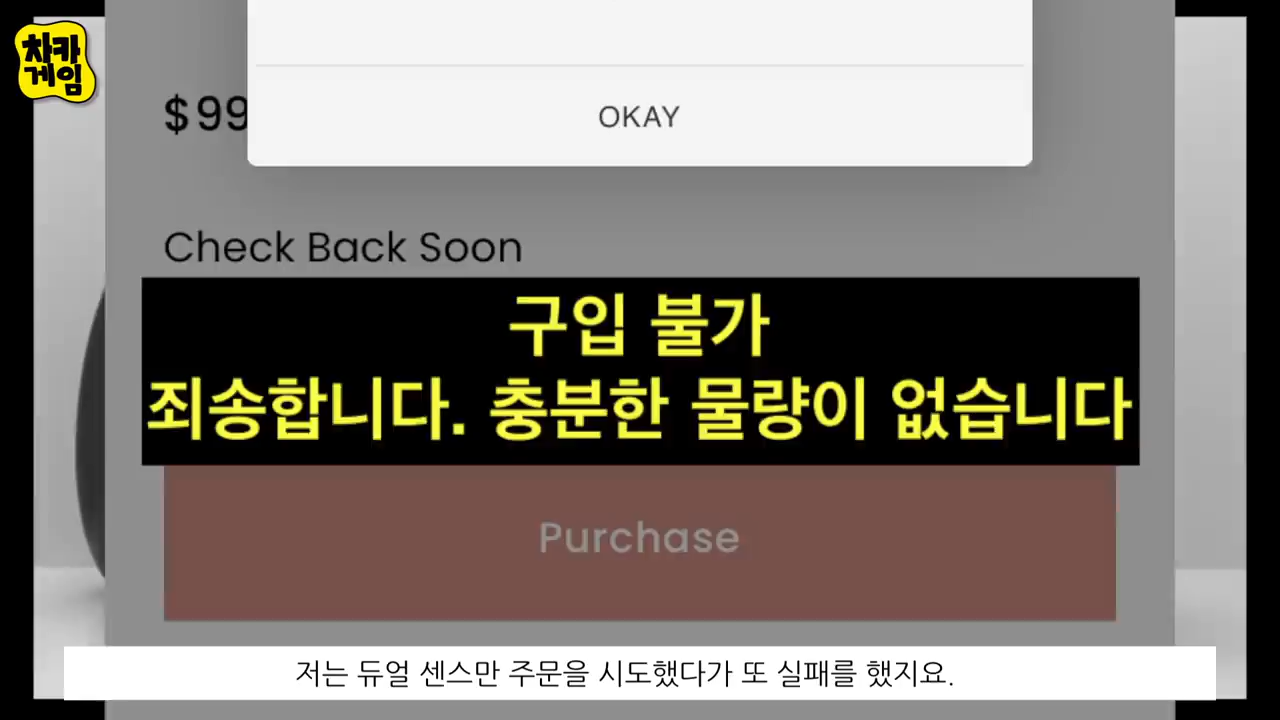 차카
게임
$99
OKAY
Check Back Soon
구입 불가
죄송합니다. 충분한 물량이 없습니다
Purchase
저는 듀얼 센스만 주문을 시도했다가 또 실패를 했지요.